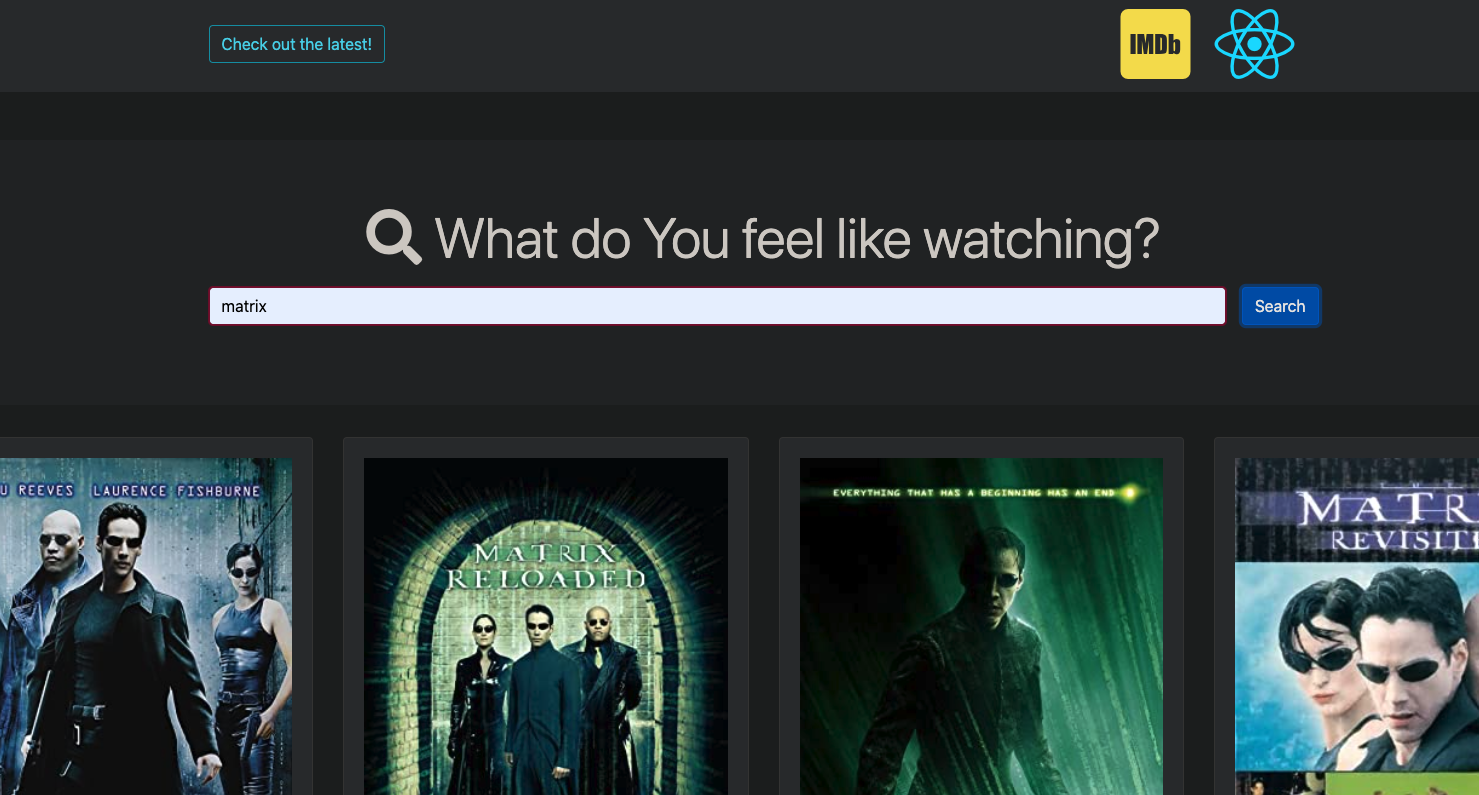 Check out the latest!
IMDb
What do You feel like watching?
matrix
Search
U REEVES LAURENCE FISHBURNE
MATRIX
RELOADED
EVERYTHING THAT HAS A BEGINNING HAS AN END
MATR
REVISIT